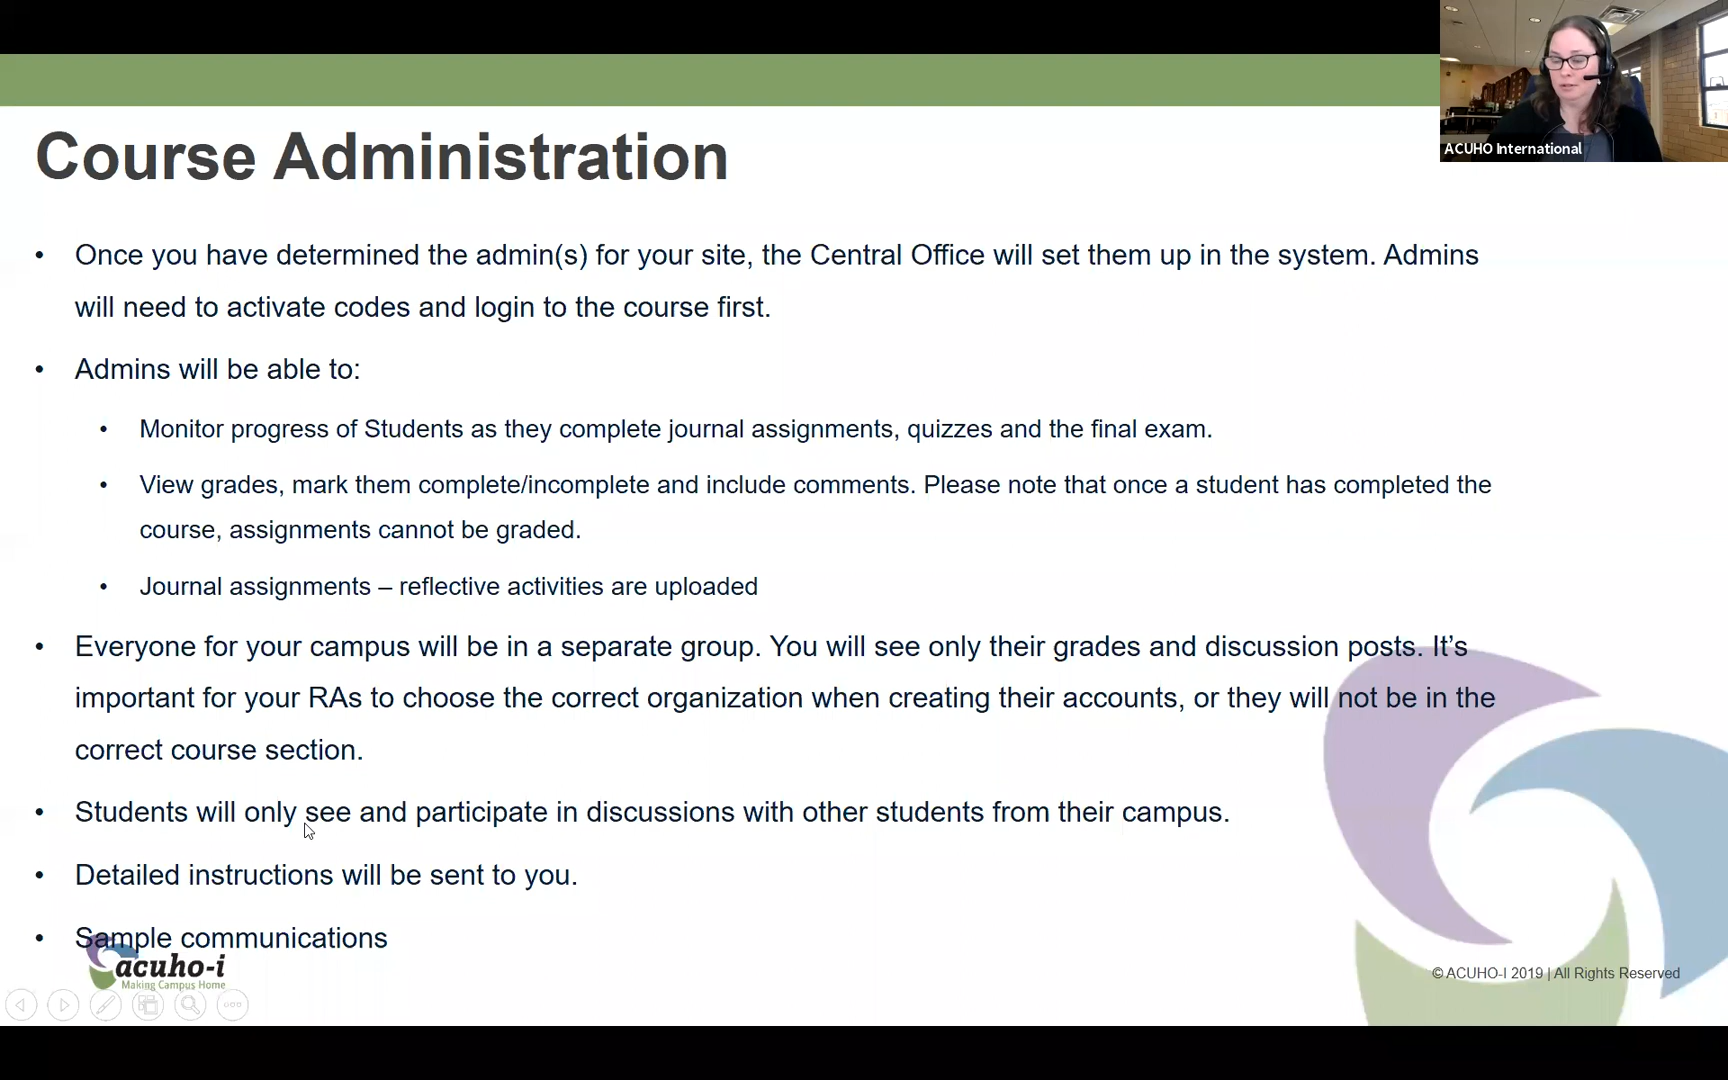 ACUHO International
Course Administration
• Once you have determined the admin(s) for your site, the Central Office will set them up in the system. Admins
will need to activate codes and login to the course first.
• Admins will be able to:
• Monitor progress of Students as they complete journal assignments, quizzes and the final exam.
• View grades, mark them complete/incomplete and include comments. Please note that once a student has completed the
course, assignments cannot be graded.
• Journal assignments – reflective activities are uploaded
• Everyone for your campus will be in a separate group. You will see only their grades and discussion posts. It’s
important for your RAs to choose the correct organization when creating their accounts, or they will not be in the
correct course section.
• Students will only see and participate in discussions with other students from their campus.
• Detailed instructions will be sent to you.
• Sample communications
acuho-i
Making Campus Home
© ACUHO-I 2019 | All Rights Reserved